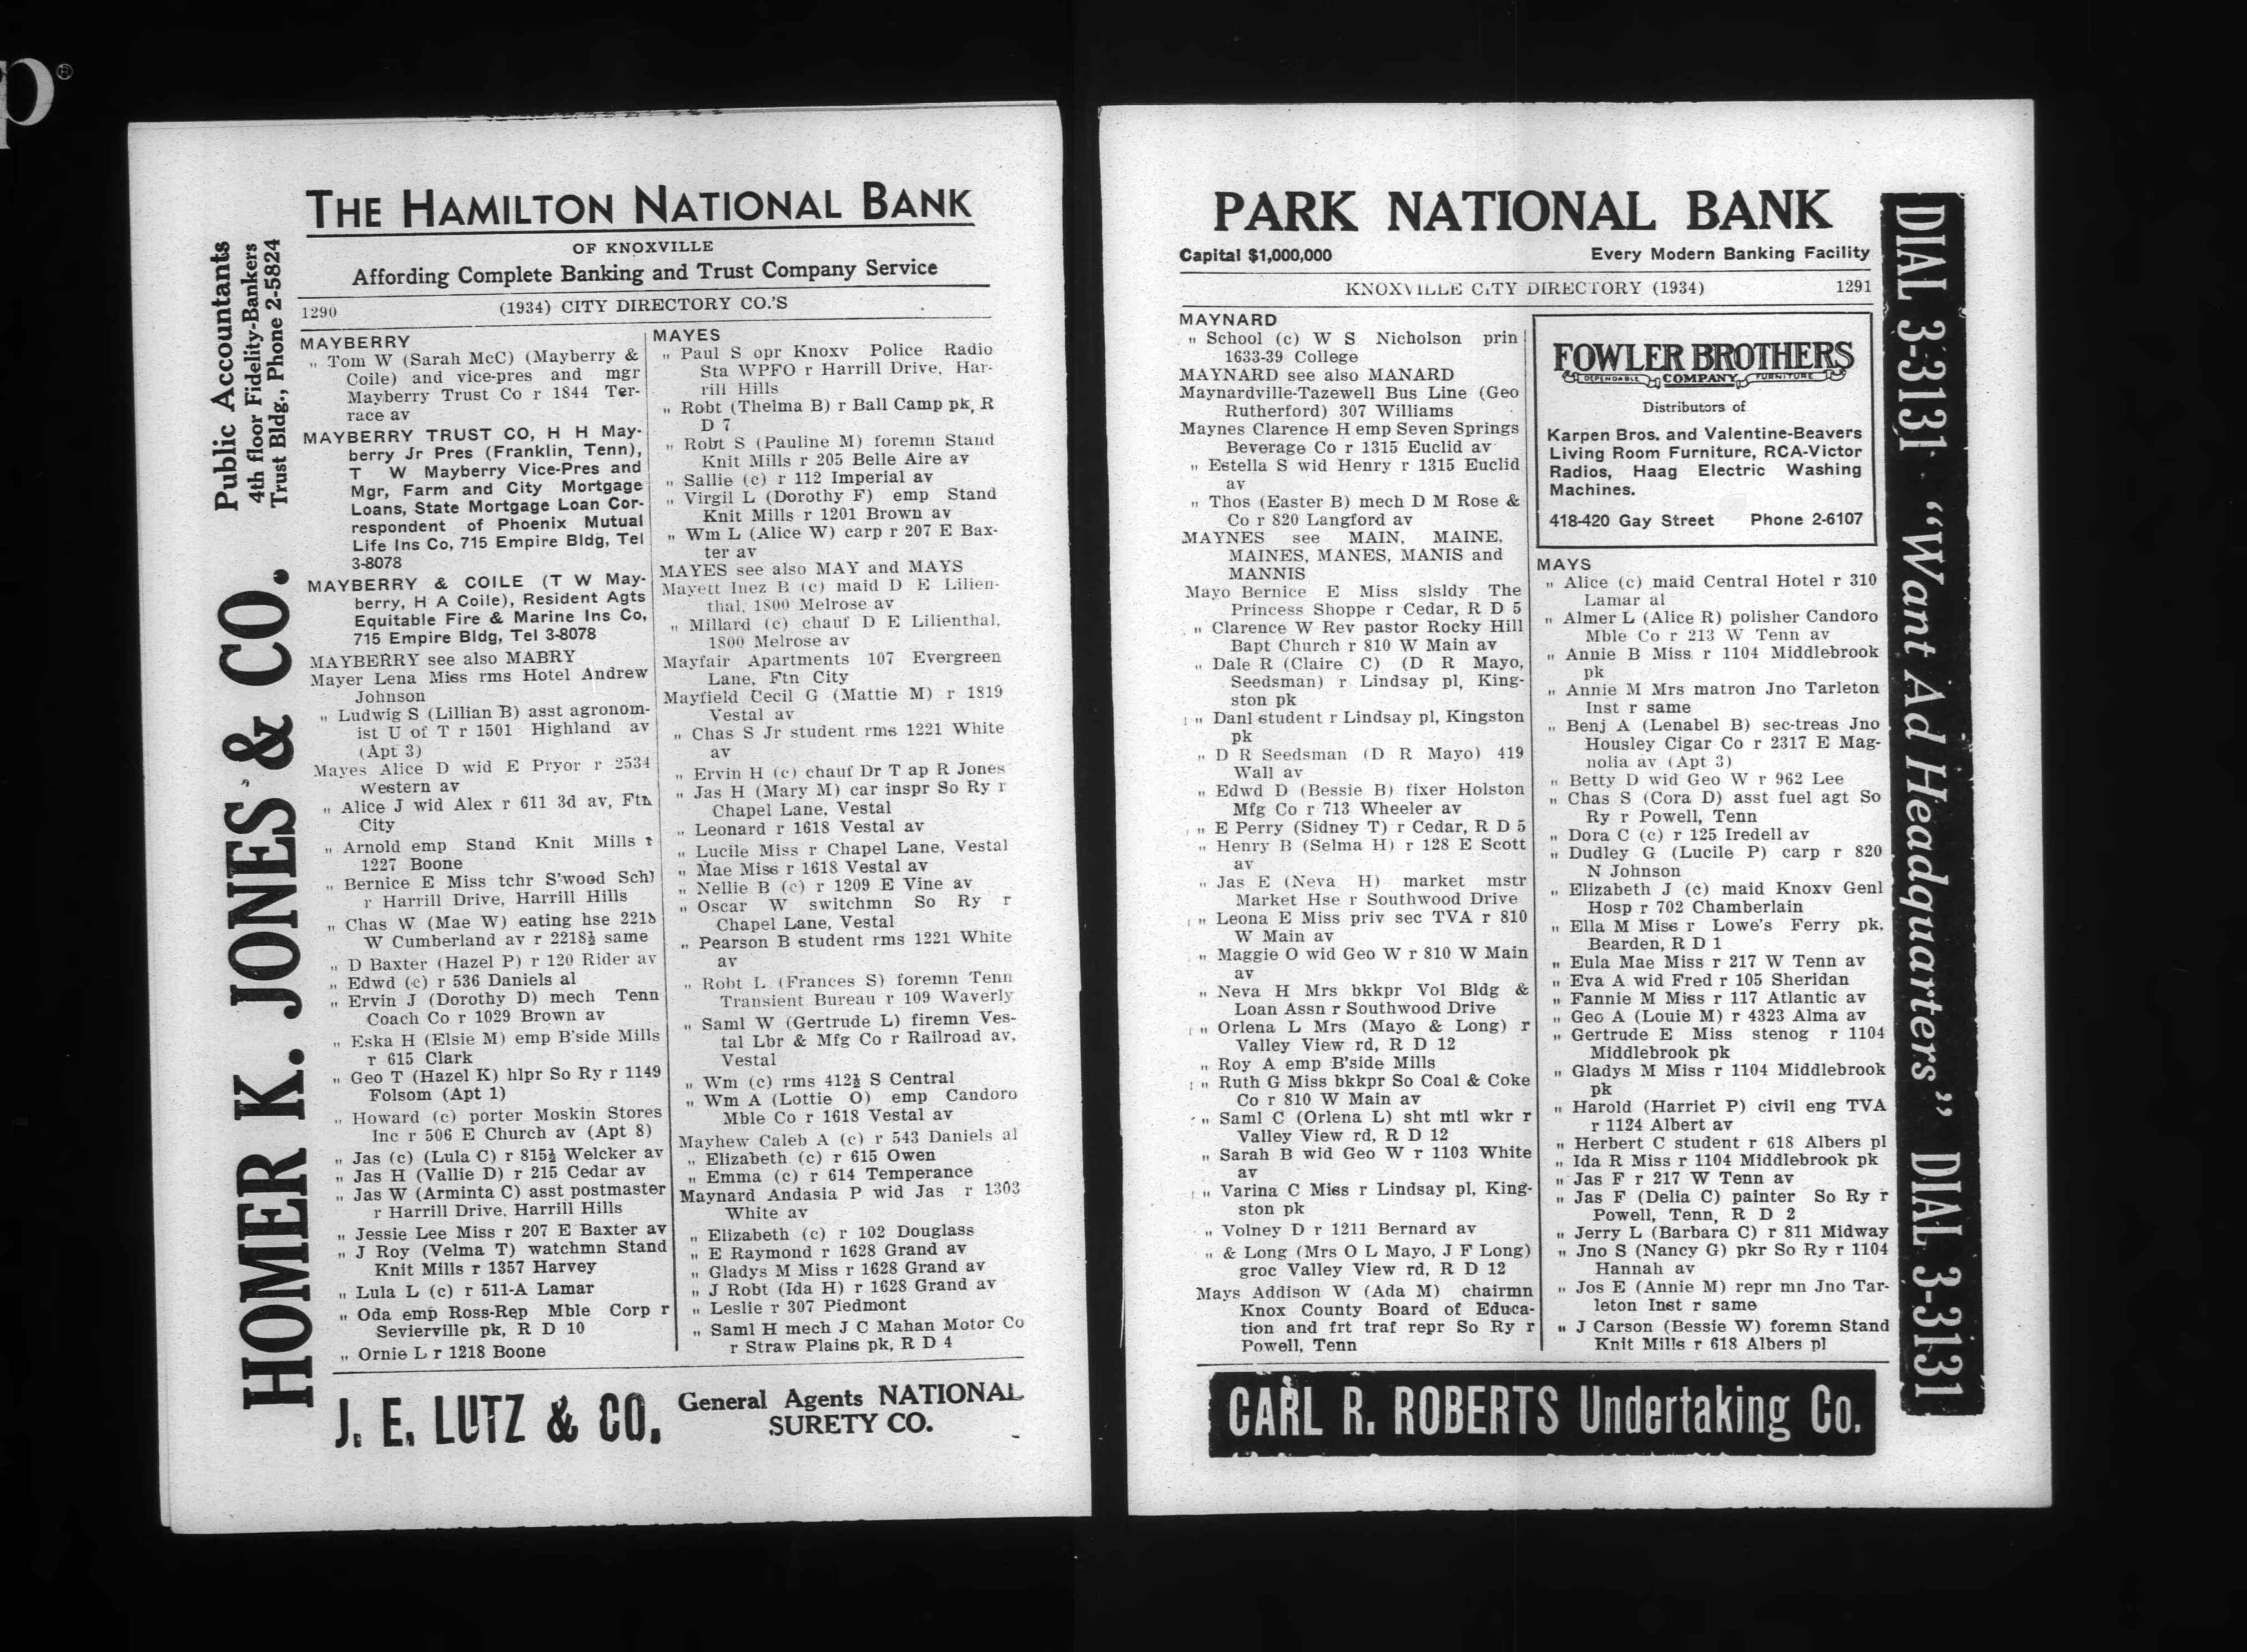 p®
THE HAMILTON NATIONAL BANK
OF KNOXVILLE
Affording Complete Banking and Trust Company Service
1290 (1934) CITY DIRECTORY CO.'S
Public Accountants
4th floor Fidelity-Bankers
Trust Bldg., Phone 2-5824
HOMER K. JONES & CO.
MAYBERRY
" Tom W (Sarah McC) (Mayberry &
Coile) and vice-pres and mgr
Mayberry Trust Co r 1844 Ter-
race av
MAYBERRY TRUST CO, H H May-
berry Jr Pres (Franklin, Tenn),
T W Mayberry Vice-Pres and
Mgr, Farm and City Mortgage
Loans, State Mortgage Loan Cor-
respondent of Phoenix Mutual
Life Ins Co, 715 Empire Bldg, Tel
3-8078
MAYBERRY & COILE (T W May-
berry, H A Coile), Resident Agts
Equitable Fire & Marine Ins Co,
715 Empire Bldg, Tel 3-8078
MAYBERRY see also MABRY
Mayer Lena Miss rms Hotel Andrew
Johnson
" Ludwig S (Lillian B) asst agronom-
ist U of T r 1501 Highland av
(Apt 3)
Mayes Alice D wid E Pryor r 2534
Western av
" Alice J wid Alex r 611 3d av, Ftn
City
" Arnold emp Stand Knit Mills r
1227 Boone
" Bernice E Miss tchr S'wood Schl
r Harrill Drive, Harrill Hills
" Chas W (Mae W) eating hse 2218
W Cumberland av r 2218½ same
" D Baxter (Hazel P) r 120 Rider av
" Edwd (c) r 536 Daniels al
" Ervin J (Dorothy D) mech Tenn
Coach Co r 1029 Brown av
" Eska H (Elsie M) emp B'side Mills
r 615 Clark
" Geo T (Hazel K) hlpr So Ry r 1149
Folsom (Apt 1)
" Howard (c) porter Moskin Stores
Inc r 506 E Church av (Apt 8)
" Jas (c) (Lula C) r 815½ Welcker av
" Jas H (Vallie D) r 215 Cedar av
" Jas W (Arminta C) asst postmaster
r Harrill Drive, Harrill Hills
" Jessie Lee Miss r 207 E Baxter av
" J Roy (Velma T) watchmn Stand
Knit Mills r 1357 Harvey
" Lula L (c) r 511-A Lamar
" Oda emp Ross-Rep Mble Corp r
Sevierville pk, R D 10
" Ornie L r 1218 Boone
MAYES
" Paul S opr Knoxv Police Radio
Sta WPFO r Harrill Drive, Har-
rill Hills
" Robt (Thelma B) r Ball Camp pk, R
D 7
" Robt S (Pauline M) foremn Stand
Knit Mills r 205 Belle Aire av
" Sallie (c) r 112 Imperial av
" Virgil L (Dorothy F) emp Stand
Knit Mills r 1201 Brown av
" Wm L (Alice W) carp r 207 E Bax-
ter av
MAYES see also MAY and MAYS
Mayett Inez B (c) maid D E Lilien-
thal, 1800 Melrose av
" Millard (c) chauf D E Lilienthal,
1800 Melrose av
Mayfair Apartments 107 Evergreen
Lane, Ftn City
Mayfield Cecil G (Mattie M) r 1819
Vestal av
" Chas S Jr student rms 1221 White
av
" Ervin H (c) chauf Dr T ap R Jones
" Jas H (Mary M) car inspr So Ry r
Chapel Lane, Vestal
" Leonard r 1618 Vestal av
" Lucile Miss r Chapel Lane, Vestal
" Mae Miss r 1618 Vestal av
" Nellie B (c) r 1209 E Vine av
" Oscar W switchmn So Ry r
Chapel Lane, Vestal
" Pearson B student rms 1221 White
av
" Robt L (Frances S) foremn Tenn
Transient Bureau r 109 Waverly
" Saml W (Gertrude L) firemn Ves-
tal Lbr & Mfg Co r Railroad av,
Vestal
" Wm (c) rms 412½ S Central
" Wm A (Lottie O) emp Candoro
Mble Co r 1618 Vestal av
Mayhew Caleb A (c) r 543 Daniels al
" Elizabeth (c) r 615 Owen
" Emma (c) r 614 Temperance
Maynard Andasia P wid Jas r 1303
White av
" Elizabeth (c) r 102 Douglass
" E Raymond r 1628 Grand av
" Gladys M Miss r 1628 Grand av
" J Robt (Ida H) r 1628 Grand av
" Leslie r 307 Piedmont
" Saml H mech J C Mahan Motor Co
r Straw Plains pk, R D 4
J. E. LUTZ & CO.
General Agents NATIONAL
SURETY CO.
PARK NATIONAL BANK
Capital $1,000,000 Every Modern Banking Facility
KNOXVILLE CITY DIRECTORY (1934) 1291
MAYNARD
" School (c) W S Nicholson prin
1633-39 College
MAYNARD see also MANARD
Maynardville-Tazewell Bus Line (Geo
Rutherford) 307 Williams
Maynes Clarence H emp Seven Springs
Beverage Co r 1315 Euclid av
" Estella S wid Henry r 1315 Euclid
av
" Thos (Easter B) mech D M Rose &
Co r 820 Langford av
MAYNES see MAIN, MAINE,
MAINES, MANES, MANIS and
MANNIS
Mayo Bernice E Miss slsldy The
Princess Shoppe r Cedar, R D 5
" Clarence W Rev pastor Rocky Hill
Bapt Church r 810 W Main av
" Dale R (Claire C) (D R Mayo,
Seedsman) r Lindsay pl, King-
ston pk
" Danl student r Lindsay pl, Kingston
pk
" D R Seedsman (D R Mayo) 419
Wall av
" Edwd D (Bessie B) fixer Holston
Mfg Co r 713 Wheeler av
" E Perry (Sidney T) r Cedar, R D 5
" Henry B (Selma H) r 128 E Scott
av
" Jas E (Neva H) market mstr
Market Hse r Southwood Drive
" Leona E Miss priv sec TVA r 810
W Main av
" Maggie O wid Geo W r 810 W Main
av
" Neva H Mrs bkkpr Vol Bldg &
Loan Assn r Southwood Drive
" Orlena L Mrs (Mayo & Long) r
Valley View rd, R D 12
" Roy A emp B'side Mills
" Ruth G Miss bkkpr So Coal & Coke
Co r 810 W Main av
" Saml C (Orlena L) sht mtl wkr r
Valley View rd, R D 12
" Sarah B wid Geo W r 1103 White
av
" Varina C Miss r Lindsay pl, King-
ston pk
" Volney D r 1211 Bernard av
" & Long (Mrs O L Mayo, J F Long)
groc Valley View rd, R D 12
Mays Addison W (Ada M) chairmn
Knox County Board of Educa-
tion and frt traf repr So Ry r
Powell, Tenn
FOWLER BROTHERS
DEPENDABLE COMPANY FURNITURE
Distributors of
Karpen Bros. and Valentine-Beavers
Living Room Furniture, RCA-Victor
Radios, Haag Electric Washing
Machines.
418-420 Gay Street Phone 2-6107
MAYS
" Alice (c) maid Central Hotel r 310
Lamar al
" Almer L (Alice R) polisher Candoro
Mble Co r 213 W Tenn av
" Annie B Miss r 1104 Middlebrook
pk
" Annie M Mrs matron Jno Tarleton
Inst r same
" Benj A (Lenabel B) sec-treas Jno
Housley Cigar Co r 2317 E Mag-
nolia av (Apt 3)
" Betty D wid Geo W r 962 Lee
" Chas S (Cora D) asst fuel agt So
Ry r Powell, Tenn
" Dora C (c) r 125 Iredell av
" Dudley G (Lucile P) carp r 820
N Johnson
" Elizabeth J (c) maid Knoxv Genl
Hosp r 702 Chamberlain
" Ella M Miss r Lowe's Ferry pk,
Bearden, R D 1
" Eula Mae Miss r 217 W Tenn av
" Eva A wid Fred r 105 Sheridan
" Fannie M Miss r 117 Atlantic av
" Geo A (Louie M) r 4323 Alma av
" Gertrude E Miss stenog r 1104
Middlebrook pk
" Gladys M Miss r 1104 Middlebrook
pk
" Harold (Harriet P) civil eng TVA
r 1124 Albert av
" Herbert C student r 618 Albers pl
" Ida R Miss r 1104 Middlebrook pk
" Jas F r 217 W Tenn av
" Jas F (Delia C) painter So Ry r
Powell, Tenn, R D 2
" Jerry L (Barbara C) r 811 Midway
" Jno S (Nancy G) pkr So Ry r 1104
Hannah av
" Jos E (Annie M) repr mn Jno Tar-
leton Inst r same
" J Carson (Bessie W) foremn Stand
Knit Mills r 618 Albers pl
CARL R. ROBERTS Undertaking Co.
DIAL 3-3131 "Want Ad Headquarters" DIAL 3-3131